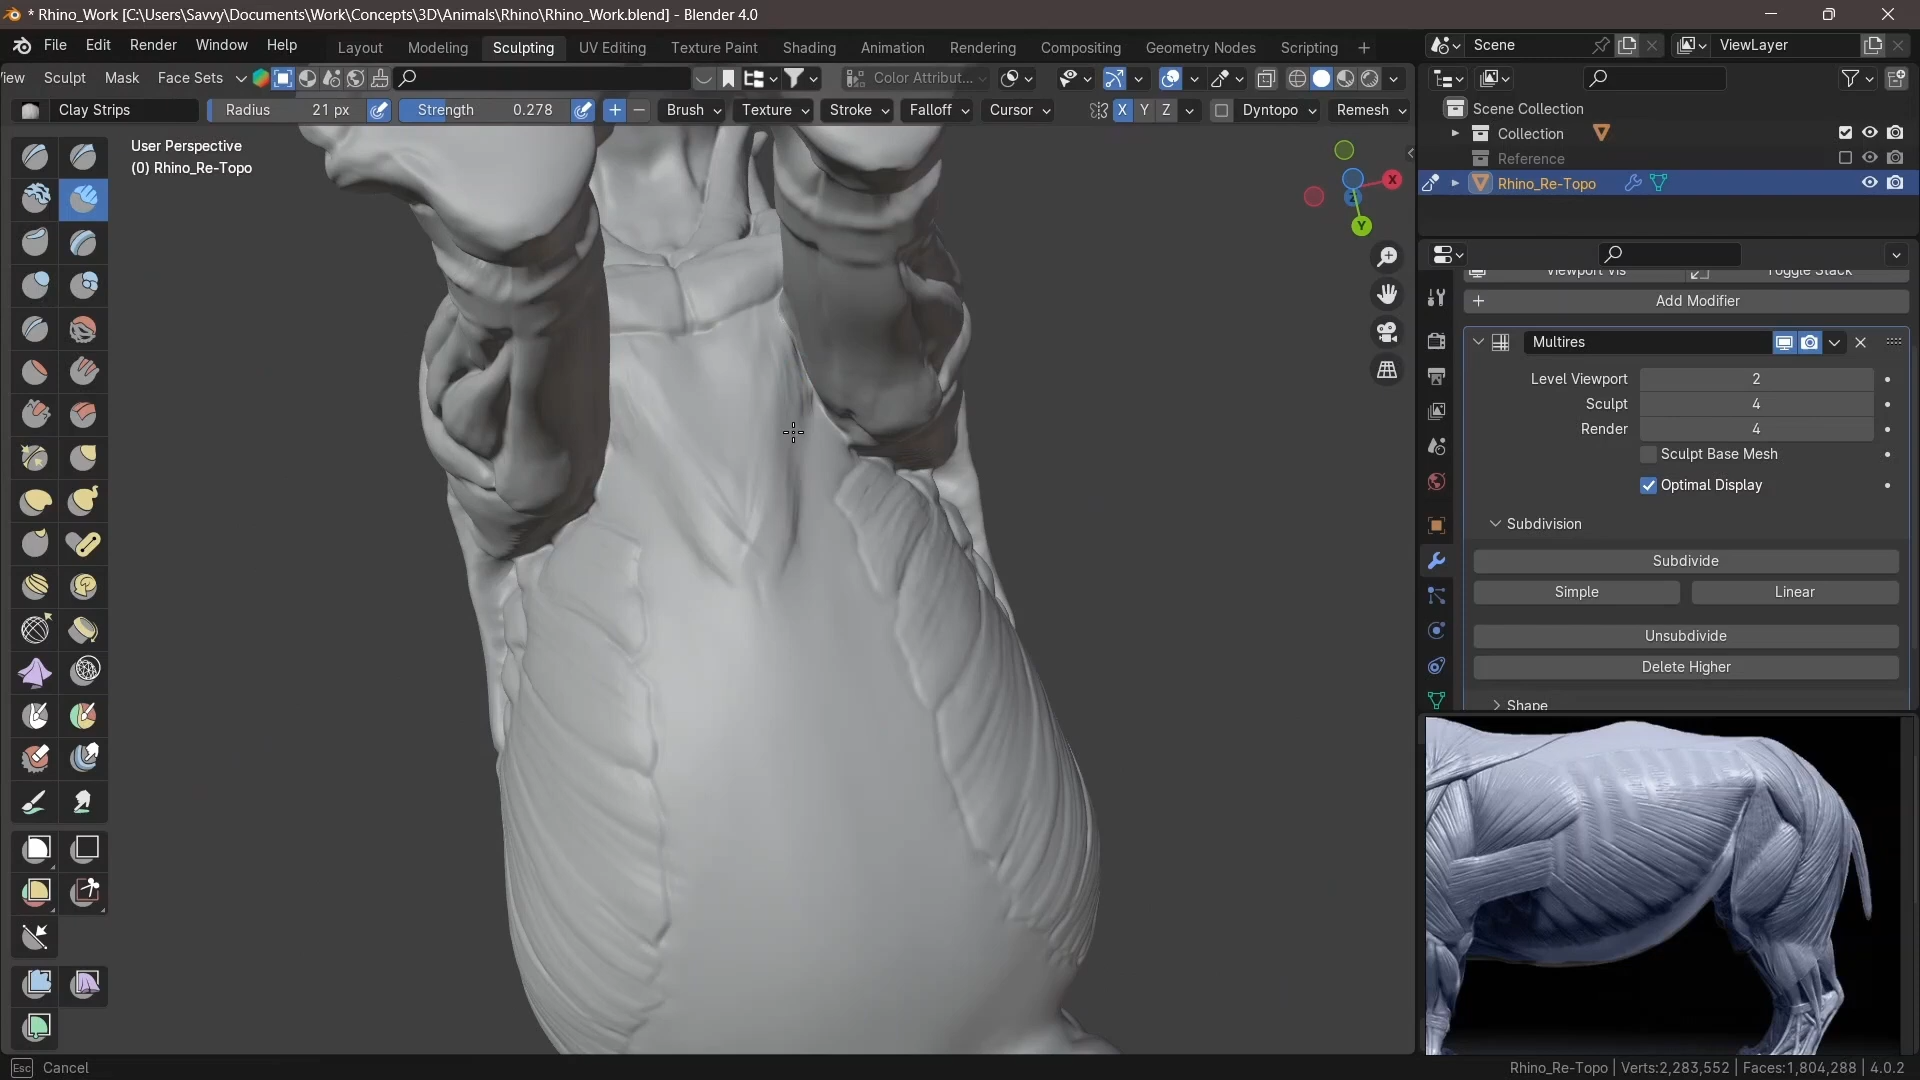 * Rhino_Work [C:\Users\Savvy\Documents\Work\Concepts\3D\Animals\Rhino\Rhino_Work.blend] - Blender 4.0
File Edit Render Window Help Layout Modeling Sculpting UV Editing Texture Paint Shading Animation Rendering Compositing Geometry Nodes Scripting + Scene ViewLayer
iew Sculpt Mask Face Sets Color Attribut...
Clay Strips Radius 21 px Strength 0.278 Brush Texture Stroke Falloff Cursor X Y Z Dyntopo Remesh
Scene Collection
Collection
Reference
Rhino_Re-Topo
User Perspective
(0) Rhino_Re-Topo
X
Z
Y
Viewport Vis Toggle Stack
Add Modifier
Multires
Level Viewport 2
Sculpt 4
Render 4
Sculpt Base Mesh
Optimal Display
Subdivision
Subdivide
Simple Linear
Unsubdivide
Delete Higher
Shape
Esc Cancel
Rhino_Re-Topo | Verts:2,283,552 | Faces:1,804,288 | 4.0.2